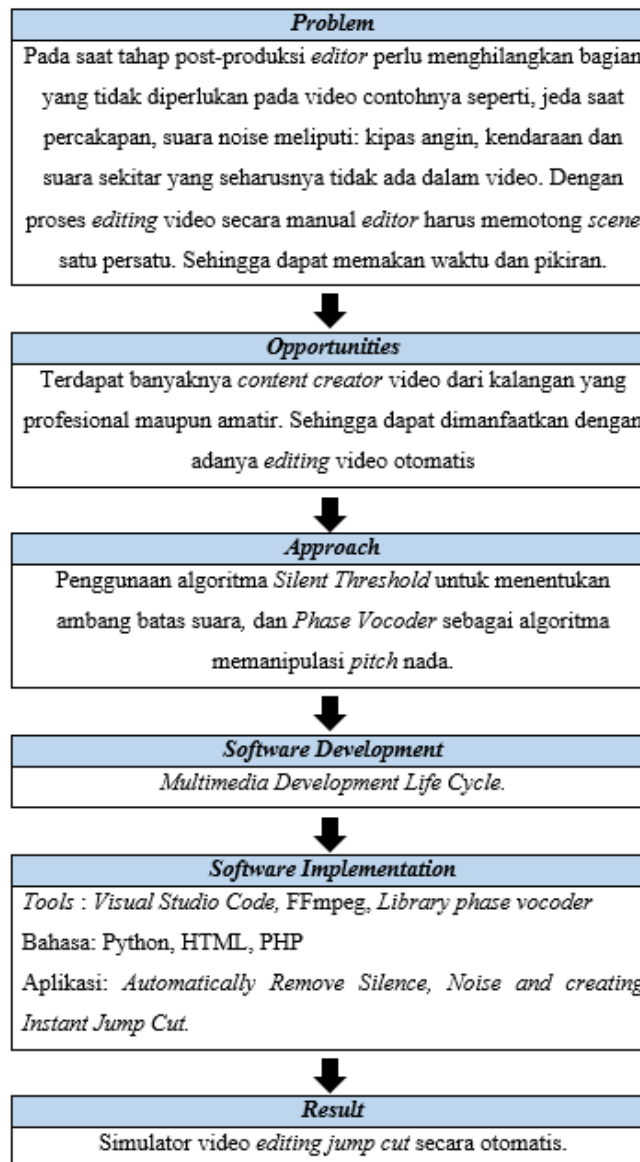 Problem
Pada saat tahap post-produksi editor perlu menghilangkan bagian
yang tidak diperlukan pada video contohnya seperti, jeda saat
percakapan, suara noise meliputi: kipas angin, kendaraan dan
suara sekitar yang seharusnya tidak ada dalam video. Dengan
proses editing video secara manual editor harus memotong scene
satu persatu. Sehingga dapat memakan waktu dan pikiran.
Opportunities
Terdapat banyaknya content creator video dari kalangan yang
profesional maupun amatir. Sehingga dapat dimanfaatkan dengan
adanya editing video otomatis
Approach
Penggunaan algoritma Silent Threshold untuk menentukan
ambang batas suara, dan Phase Vocoder sebagai algoritma
memanipulasi pitch nada.
Software Development
Multimedia Development Life Cycle.
Software Implementation
Tools : Visual Studio Code, FFmpeg, Library phase vocoder
Bahasa: Python, HTML, PHP
Aplikasi: Automatically Remove Silence, Noise and creating
Instant Jump Cut.
Result
Simulator video editing jump cut secara otomatis.